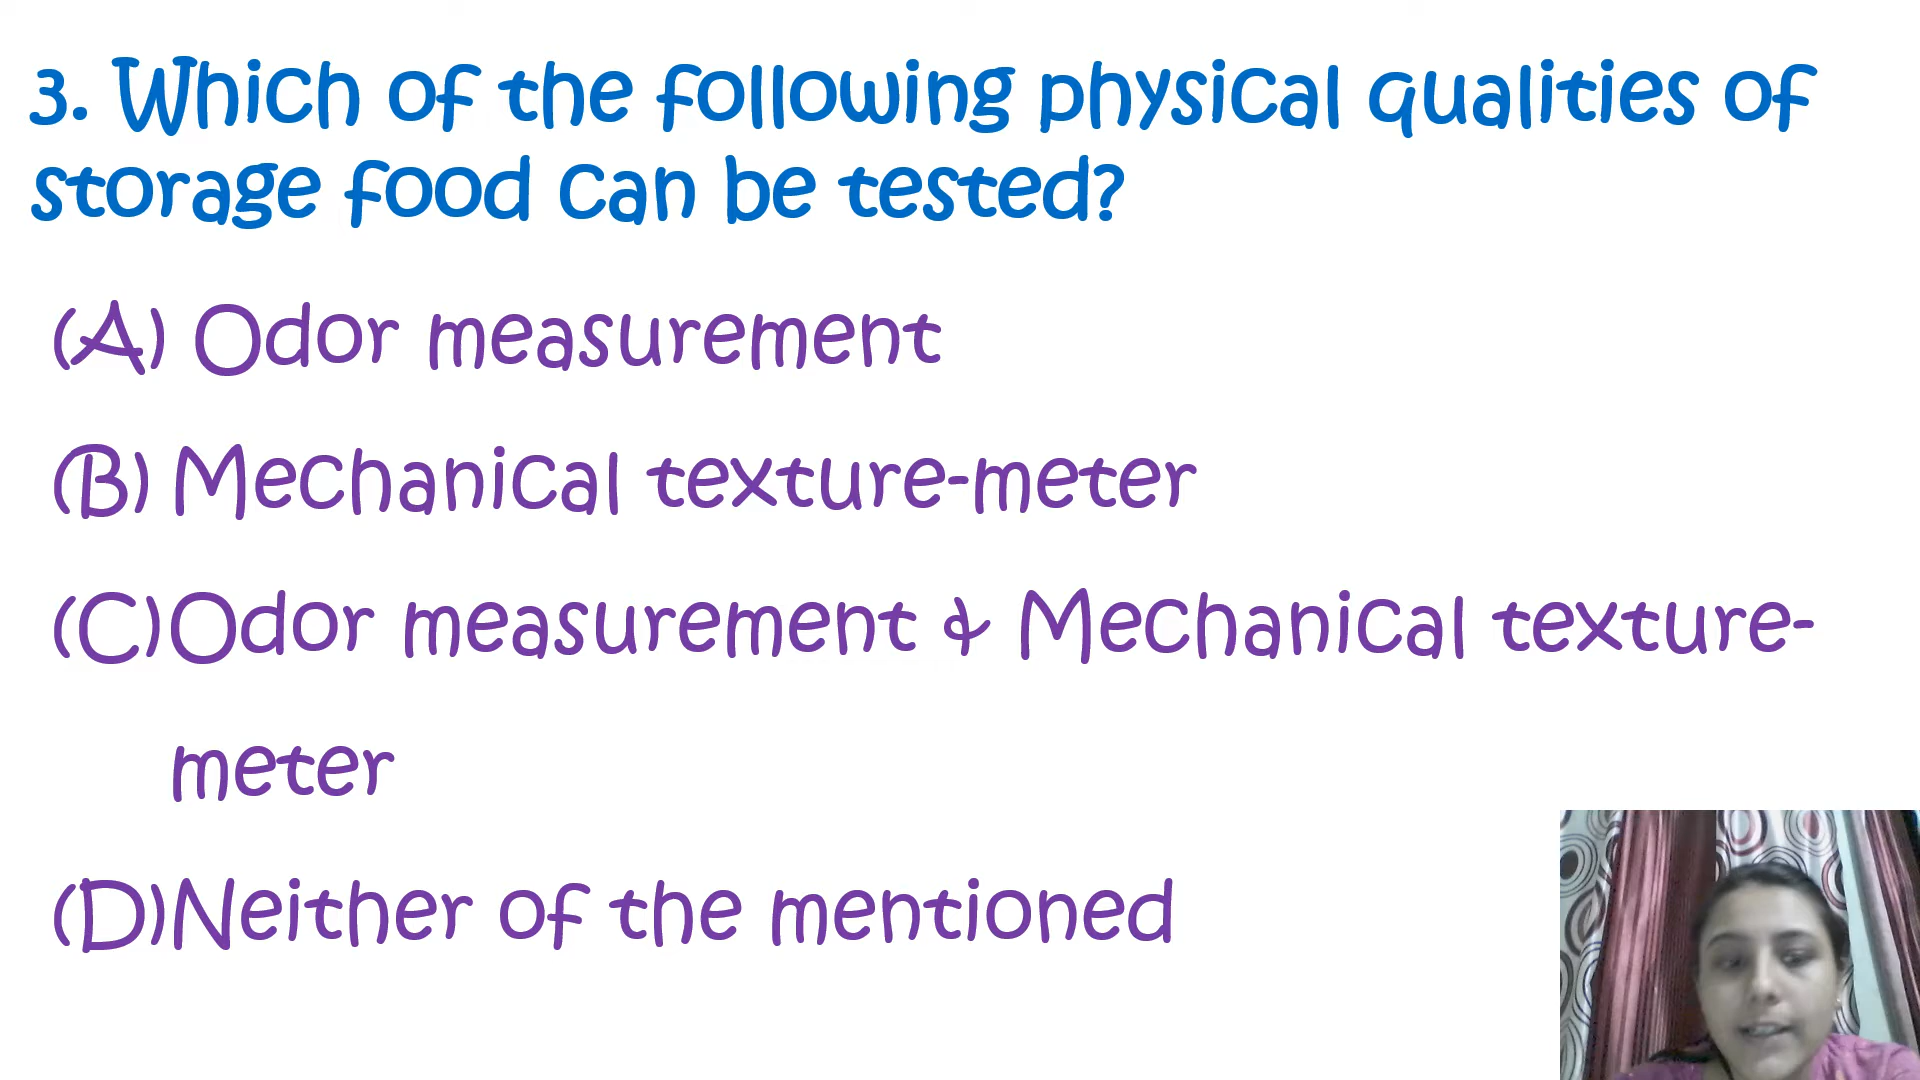 3. Which of the following physical qualities of
storage food can be tested?
(A) Odor measurement
(B) Mechanical texture-meter
(C)Odor measurement & Mechanical texture-
meter
(D)Neither of the mentioned